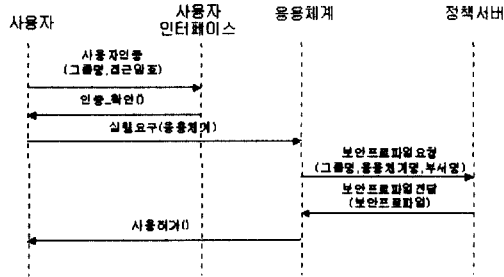 사용자
사용자
인터페이스
응용체계
정책서버
사용자인증
(그룹명,접근암호)
인증_확인()
실행요구(응용체계)
보안프로파일요청
(그룹명,응용체계명,부서명)
보안프로파일전달
(보안프로파일)
사용허가()